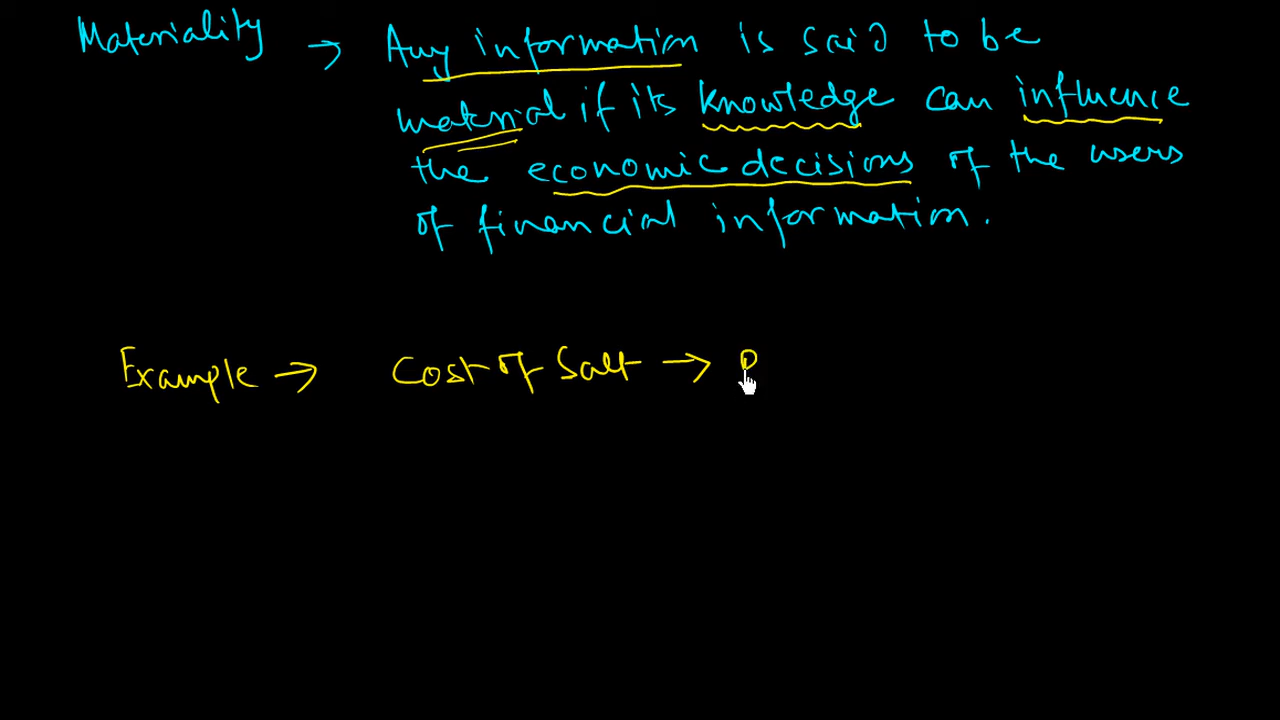 Materiality → Any information is said to be
material if its knowledge can influence
the economic decisions of the users
of financial information.
Example → Cost of Salt → P